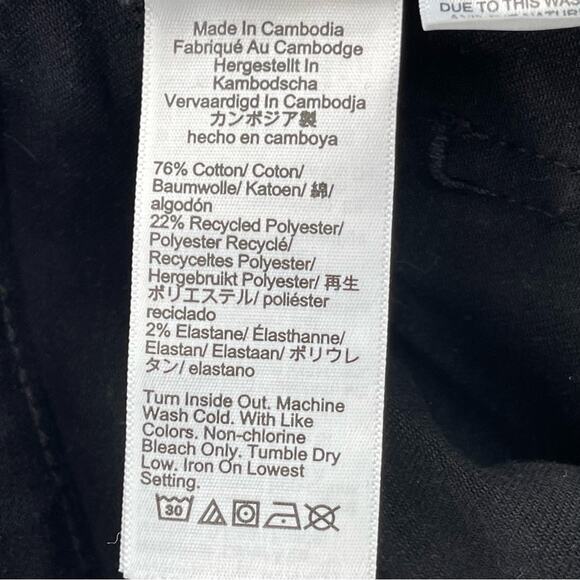 Made In Cambodia
Fabriqué Au Cambodge
Hergestellt In
Kambodscha
Vervaardigd In Cambodja
カンボジア製
hecho en camboya
76% Cotton/ Coton/
Baumwolle/ Katoen/ 綿/
algodón
22% Recycled Polyester/
Polyester Recyclé/
Recyceltes Polyester/
Hergebruikt Polyester/ 再生
ポリエステル/ poliéster
reciclado
2% Elastane/ Élasthanne/
Elastan/ Elastaan/ ポリウレ
タン/ elastano
Turn Inside Out. Machine
Wash Cold. With Like
Colors. Non-chlorine
Bleach Only. Tumble Dry
Low. Iron On Lowest
Setting.
30
DUE TO THIS WAS